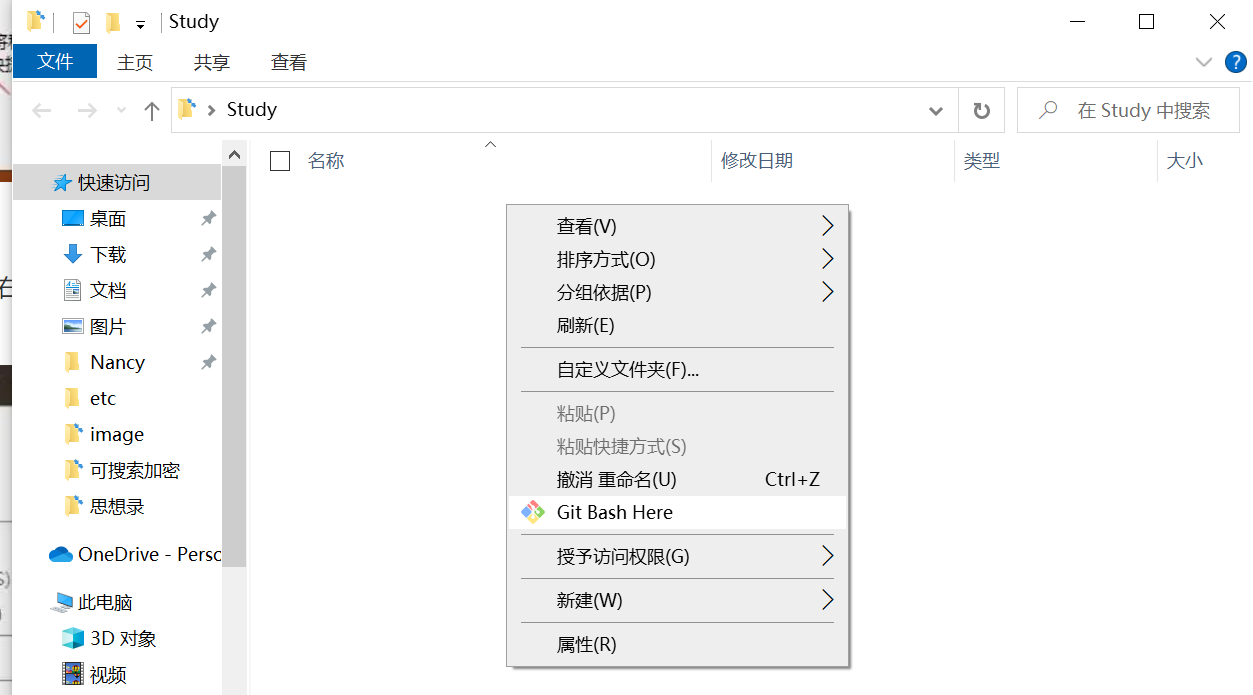 Study
文件 主页 共享 查看
Study
在 Study 中搜索
名称 修改日期 类型 大小
快速访问
桌面
下载
文档
图片
Nancy
etc
image
可搜索加密
思想录
OneDrive - Perso
此电脑
3D 对象
视频
查看(V)
排序方式(O)
分组依据(P)
刷新(E)
自定义文件夹(F)...
粘贴(P)
粘贴快捷方式(S)
撤消 重命名(U) Ctrl+Z
Git Bash Here
授予访问权限(G)
新建(W)
属性(R)